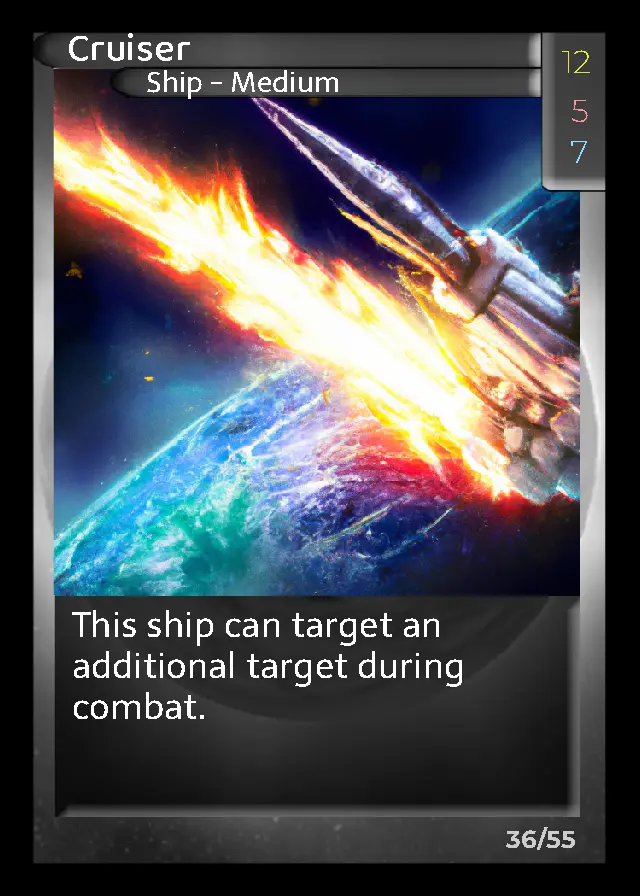 Cruiser
Ship - Medium
12
5
7
This ship can target an
additional target during
combat.
36/55